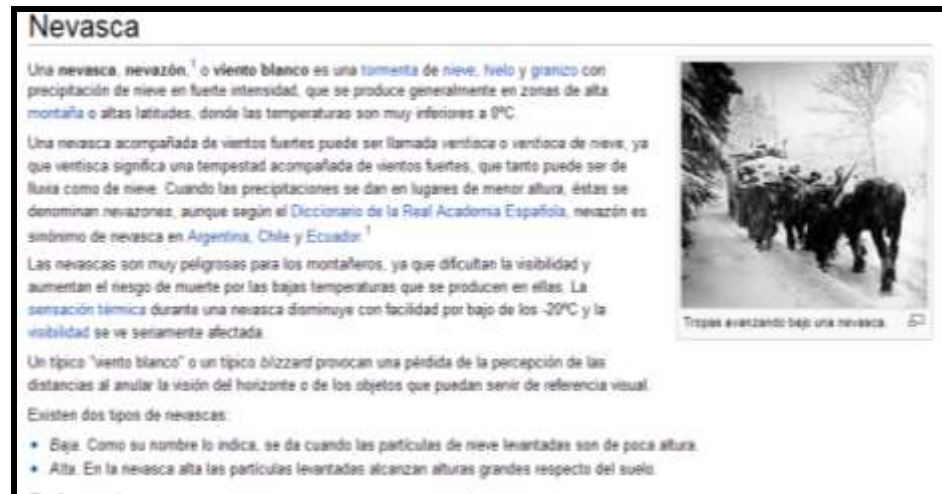 Nevasca
Una nevasca, nevazón,1 o viento blanco es una tormenta de nieve, hielo y granizo con
precipitación de nieve en fuerte intensidad, que se produce generalmente en zonas de alta
montaña o altas latitudes, donde las temperaturas son muy inferiores a 0ºC.
Una nevasca acompañada de vientos fuertes puede ser llamada ventisca o ventisca de nieve, ya
que ventisca significa una tempestad acompañada de vientos fuertes, que tanto puede ser de
lluvia como de nieve. Cuando las precipitaciones se dan en lugares de menor altura, éstas se
denominan nevazones, aunque según el Diccionario de la Real Academia Española, nevazón es
sinónimo de nevasca en Argentina, Chile y Ecuador.1
Las nevascas son muy peligrosas para los montañeros, ya que dificultan la visibilidad y
aumentan el riesgo de muerte por las bajas temperaturas que se producen en ellas. La
sensación térmica durante una nevasca disminuye con facilidad por bajo de los -20ºC y la
visibilidad se ve seriamente afectada.
Un típico "viento blanco" o un típico blizzard provocan una pérdida de la percepción de las
distancias al anular la visión del horizonte o de los objetos que puedan servir de referencia visual.
Existen dos tipos de nevascas:
• Baja. Como su nombre lo indica, se da cuando las partículas de nieve levantadas son de poca altura.
• Alta. En la nevasca alta las partículas levantadas alcanzan alturas grandes respecto del suelo.
Tropas avanzando bajo una nevasca.